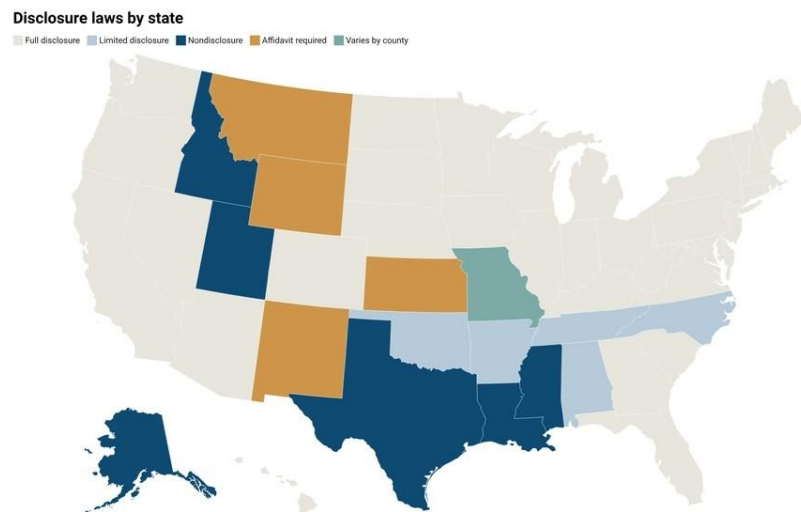 Disclosure laws by state
Full disclosure Limited disclosure Nondisclosure Affidavit required Varies by county